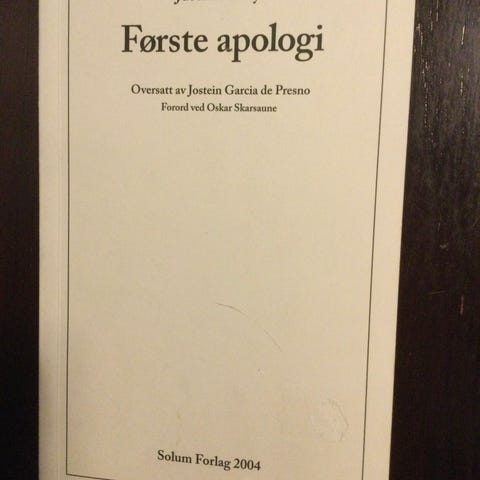 Første apologi
Oversatt av Jostein Garcia de Presno
Forord ved Oskar Skarsaune
Solum Forlag 2004